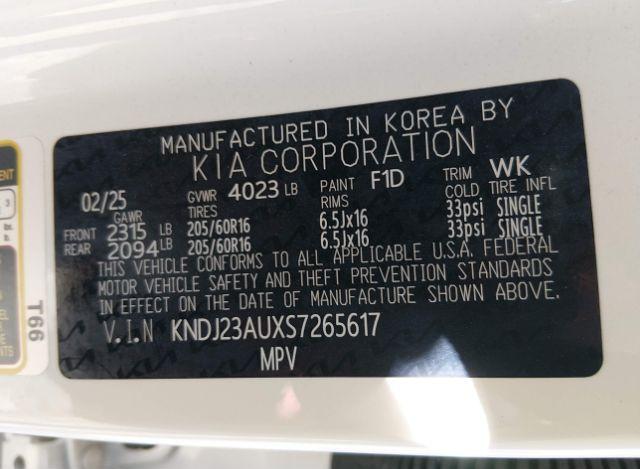 MANUFACTURED IN KOREA BY
KIA CORPORATION
02/25 GVWR 4023 LB PAINT F1D TRIM WK
GAWR TIRES RIMS COLD TIRE INFL
FRONT 2315 LB 205/60R16 6.5Jx16 33psi SINGLE
REAR 2094 LB 205/60R16 6.5Jx16 33psi SINGLE
THIS VEHICLE CONFORMS TO ALL APPLICABLE U.S.A. FEDERAL
MOTOR VEHICLE SAFETY AND THEFT PREVENTION STANDARDS
IN EFFECT ON THE DATE OF MANUFACTURE SHOWN ABOVE.
V.I.N KNDJ23AUXS7265617
MPV
T66